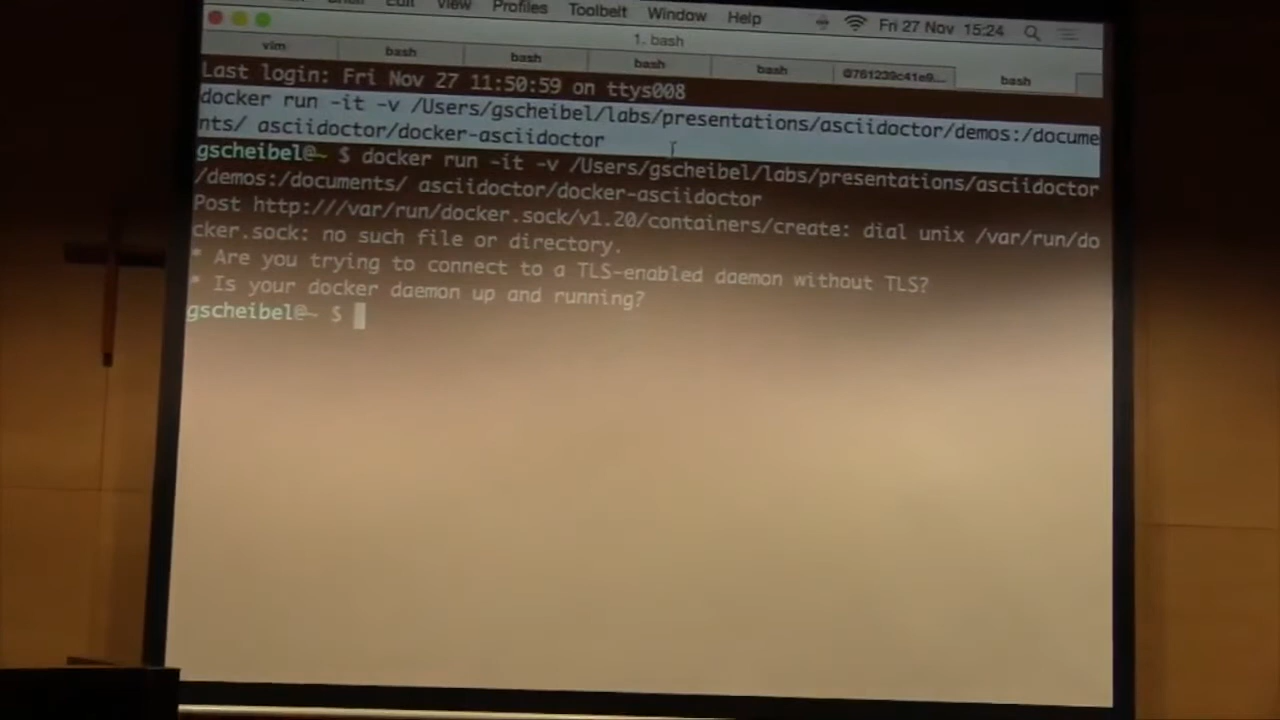 Shell Edit View Profiles Toolbelt Window Help Fri 27 Nov 15:24
1. bash
vim bash bash bash bash @761239c41e9... bash
Last login: Fri Nov 27 11:50:59 on ttys008
docker run -it -v /Users/gscheibel/labs/presentations/asciidoctor/demos:/docume
nts/ asciidoctor/docker-asciidoctor
gscheibel@~ $ docker run -it -v /Users/gscheibel/labs/presentations/asciidoctor
/demos:/documents/ asciidoctor/docker-asciidoctor
Post http:///var/run/docker.sock/v1.20/containers/create: dial unix /var/run/do
cker.sock: no such file or directory.
* Are you trying to connect to a TLS-enabled daemon without TLS?
* Is your docker daemon up and running?
gscheibel@~ $